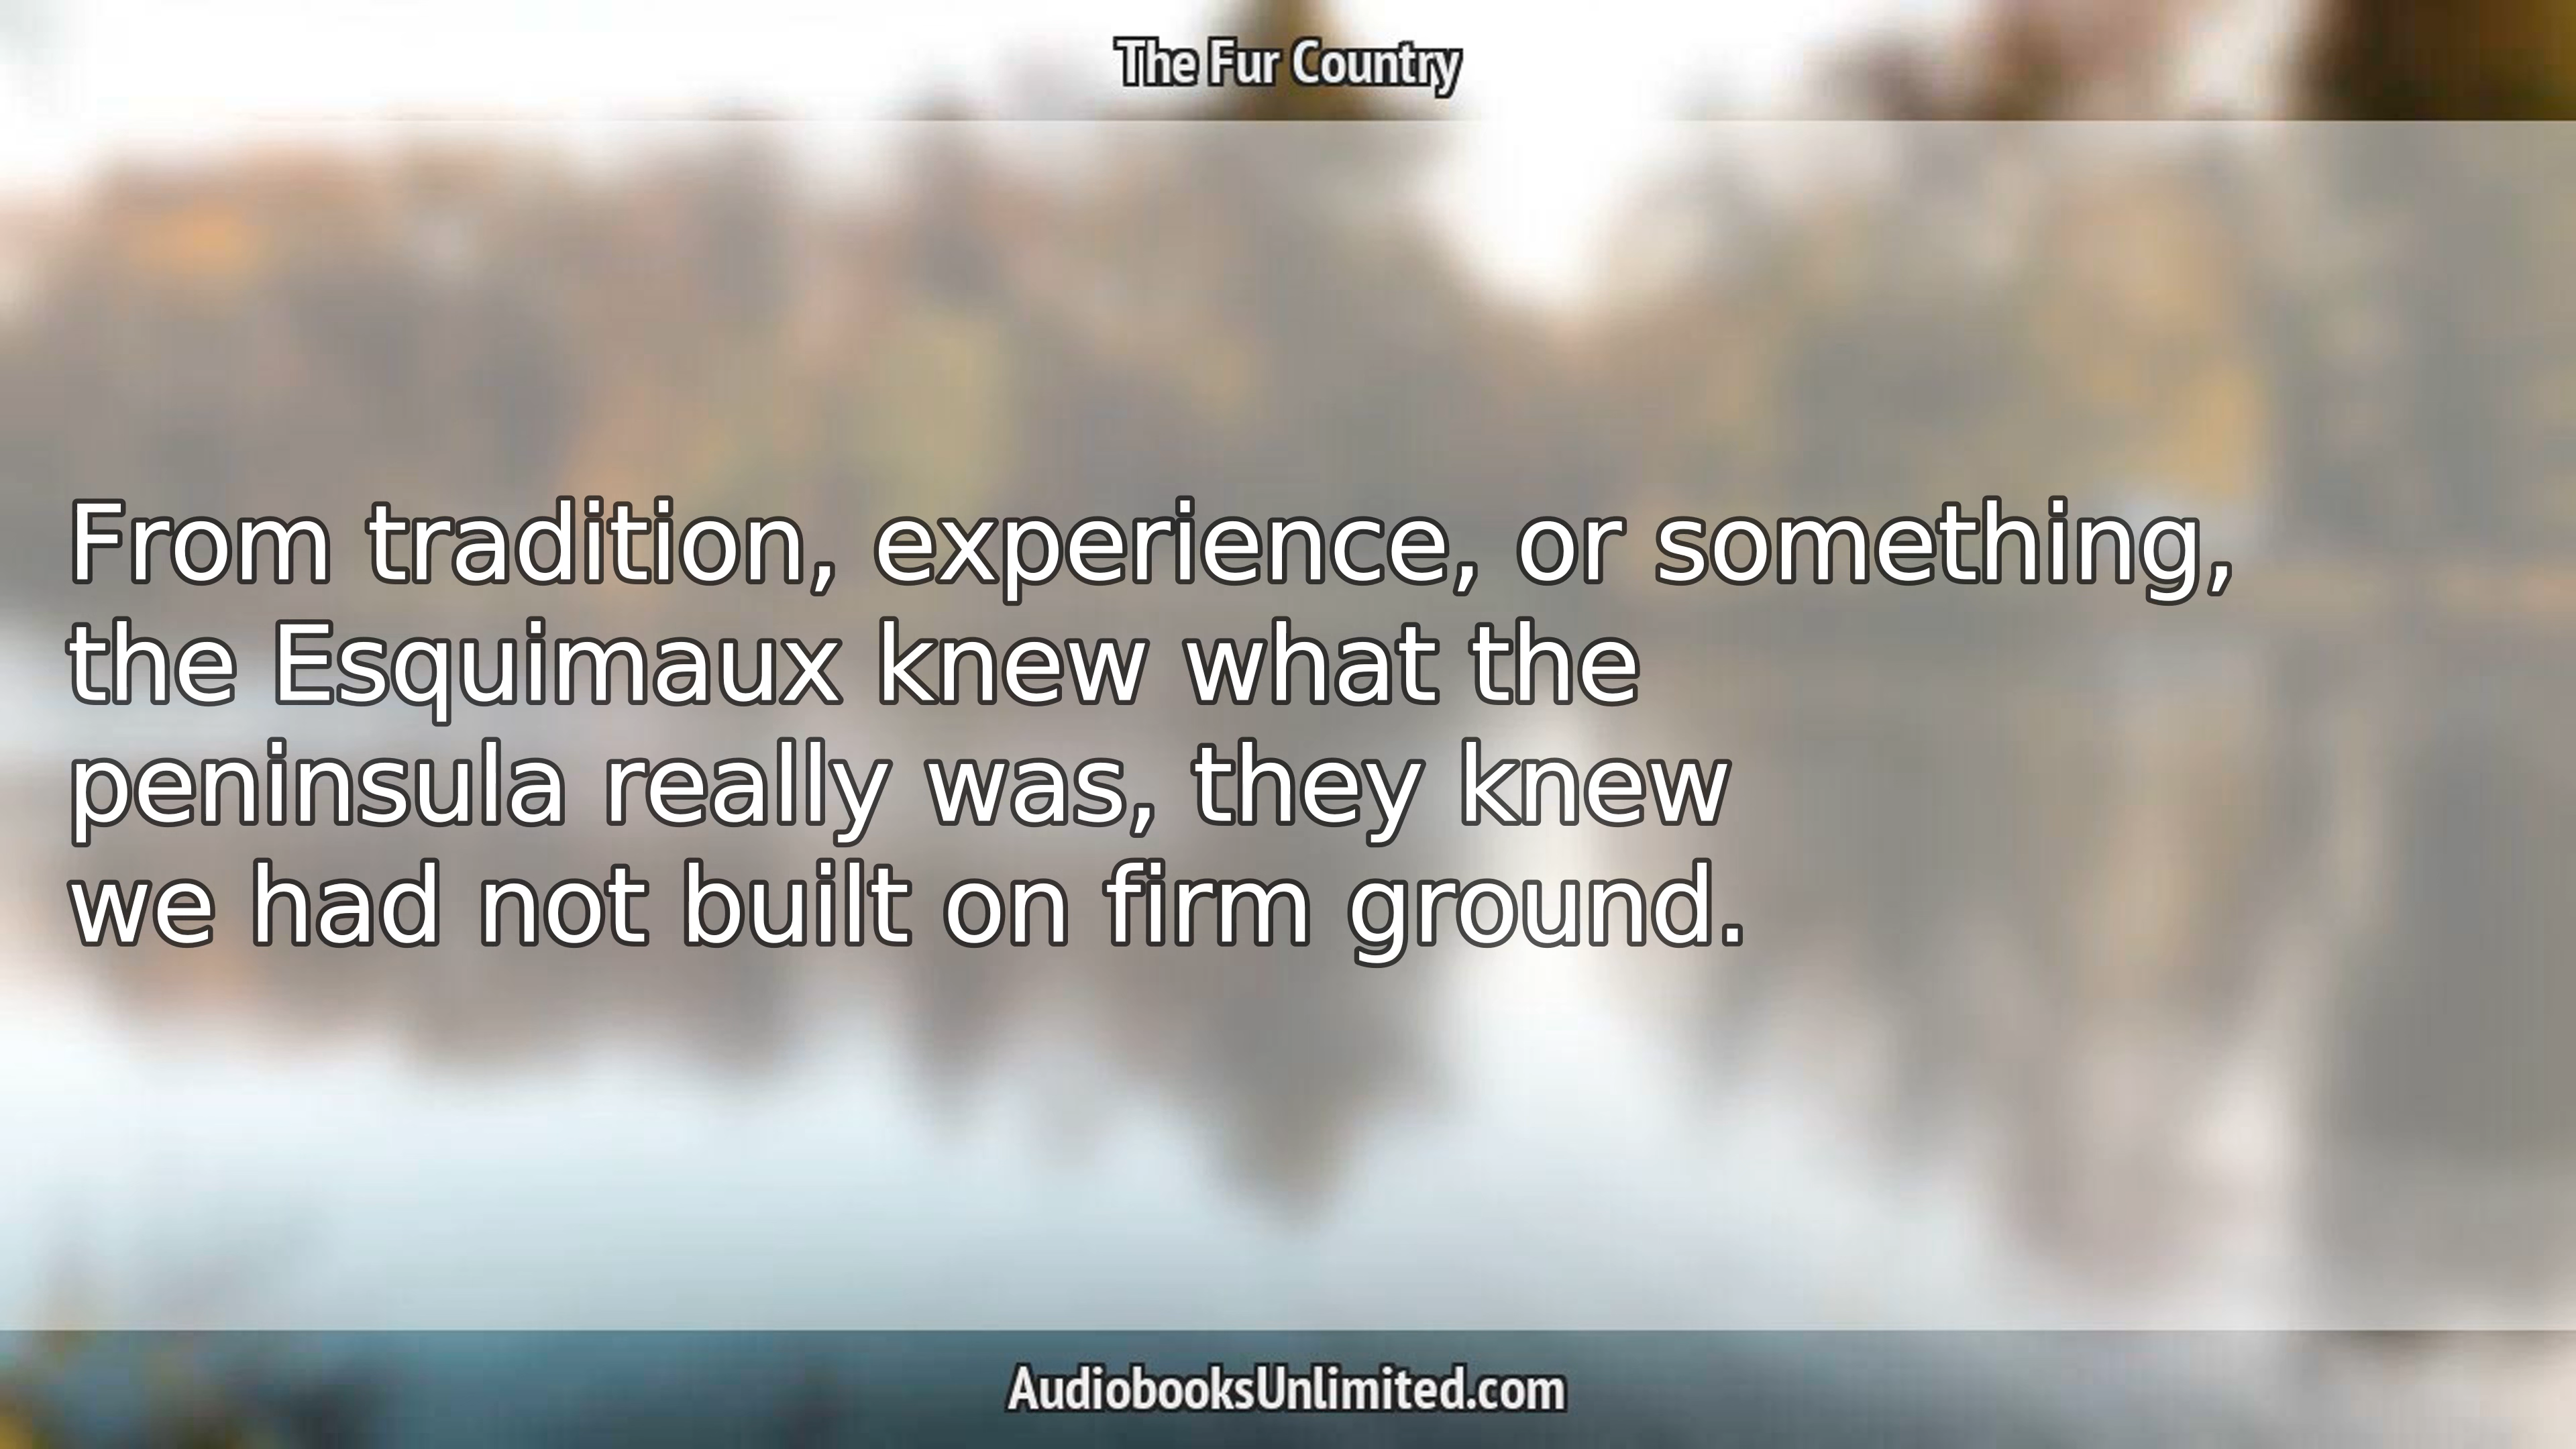 The Fur Country
From tradition, experience, or something,
the Esquimaux knew what the
peninsula really was, they knew
we had not built on firm ground.
AudiobooksUnlimited.com